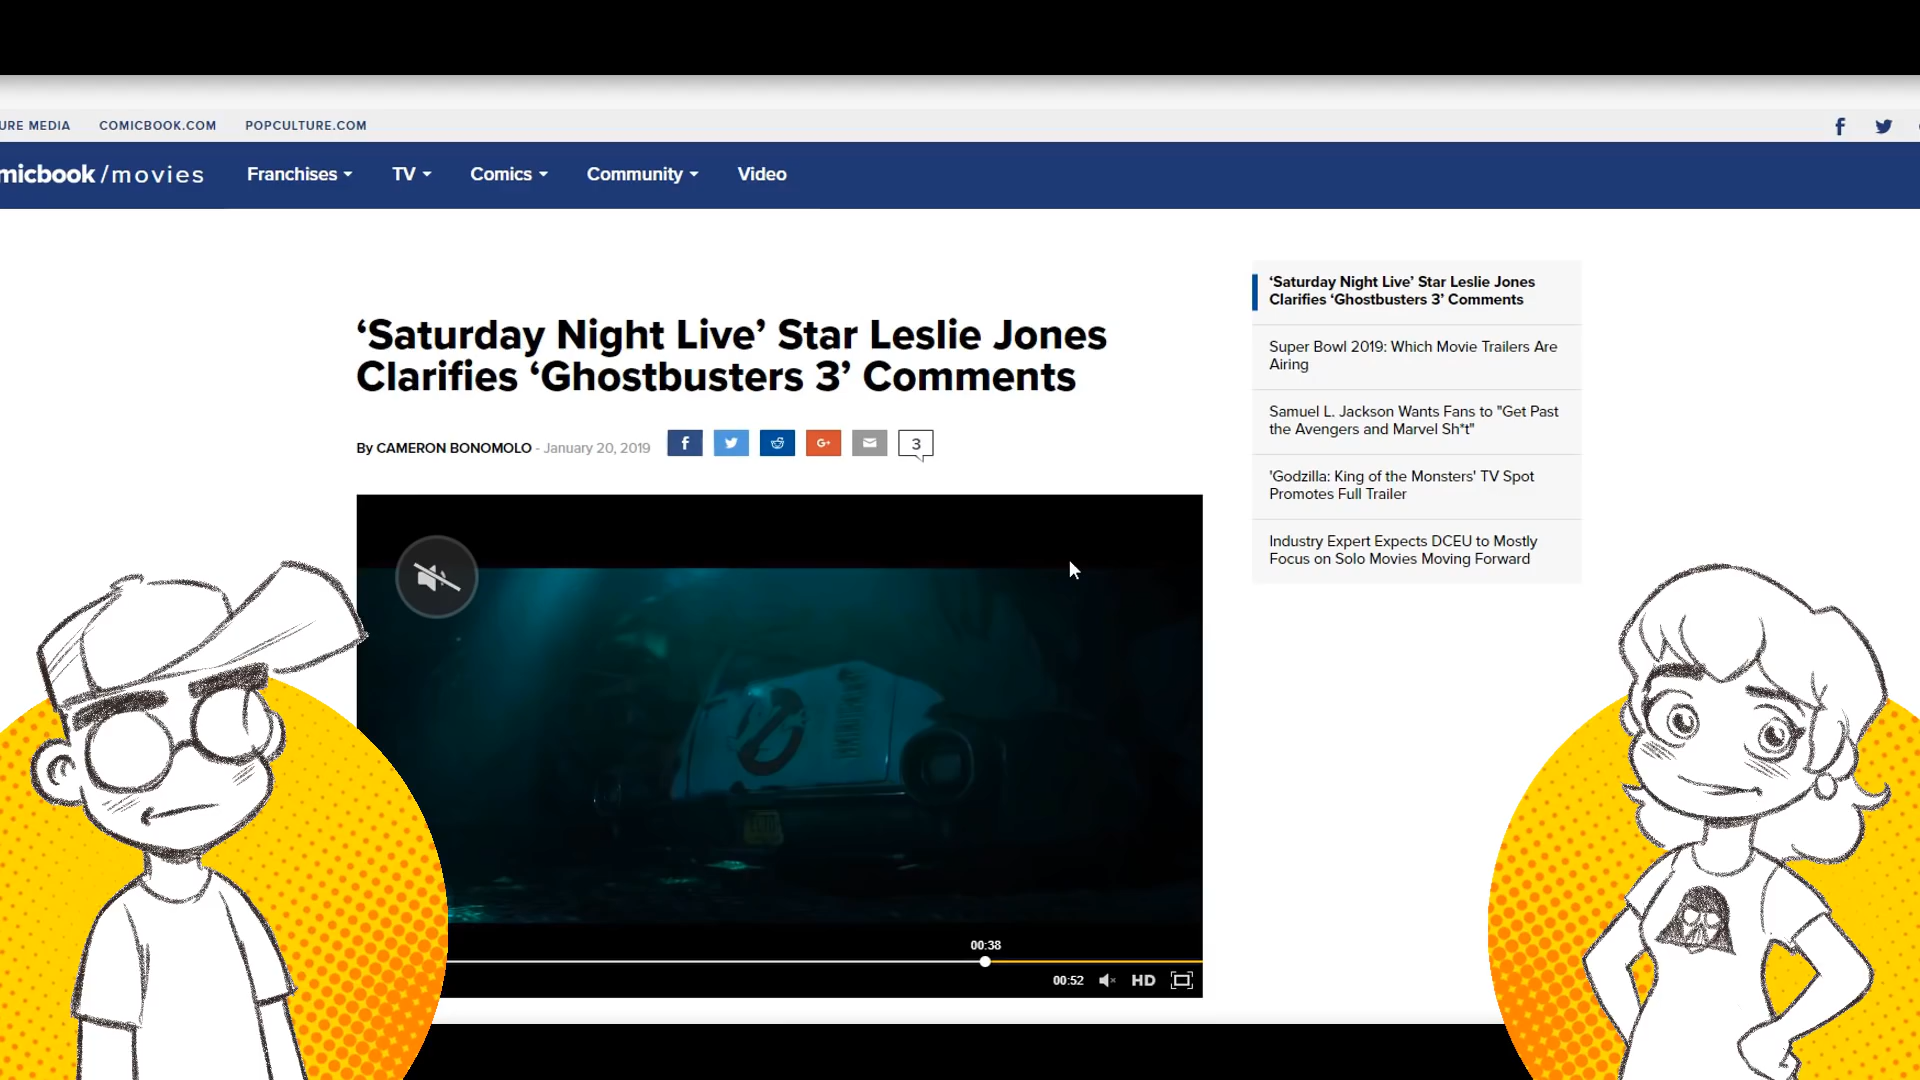 URE MEDIA COMICBOOK.COM POPCULTURE.COM
micbook/movies Franchises TV Comics Community Video
‘Saturday Night Live’ Star Leslie Jones
Clarifies ‘Ghostbusters 3’ Comments
By CAMERON BONOMOLO - January 20, 2019
3
00:38
00:52 HD
‘Saturday Night Live’ Star Leslie Jones
Clarifies ‘Ghostbusters 3’ Comments
Super Bowl 2019: Which Movie Trailers Are
Airing
Samuel L. Jackson Wants Fans to "Get Past
the Avengers and Marvel Sh*t"
'Godzilla: King of the Monsters' TV Spot
Promotes Full Trailer
Industry Expert Expects DCEU to Mostly
Focus on Solo Movies Moving Forward